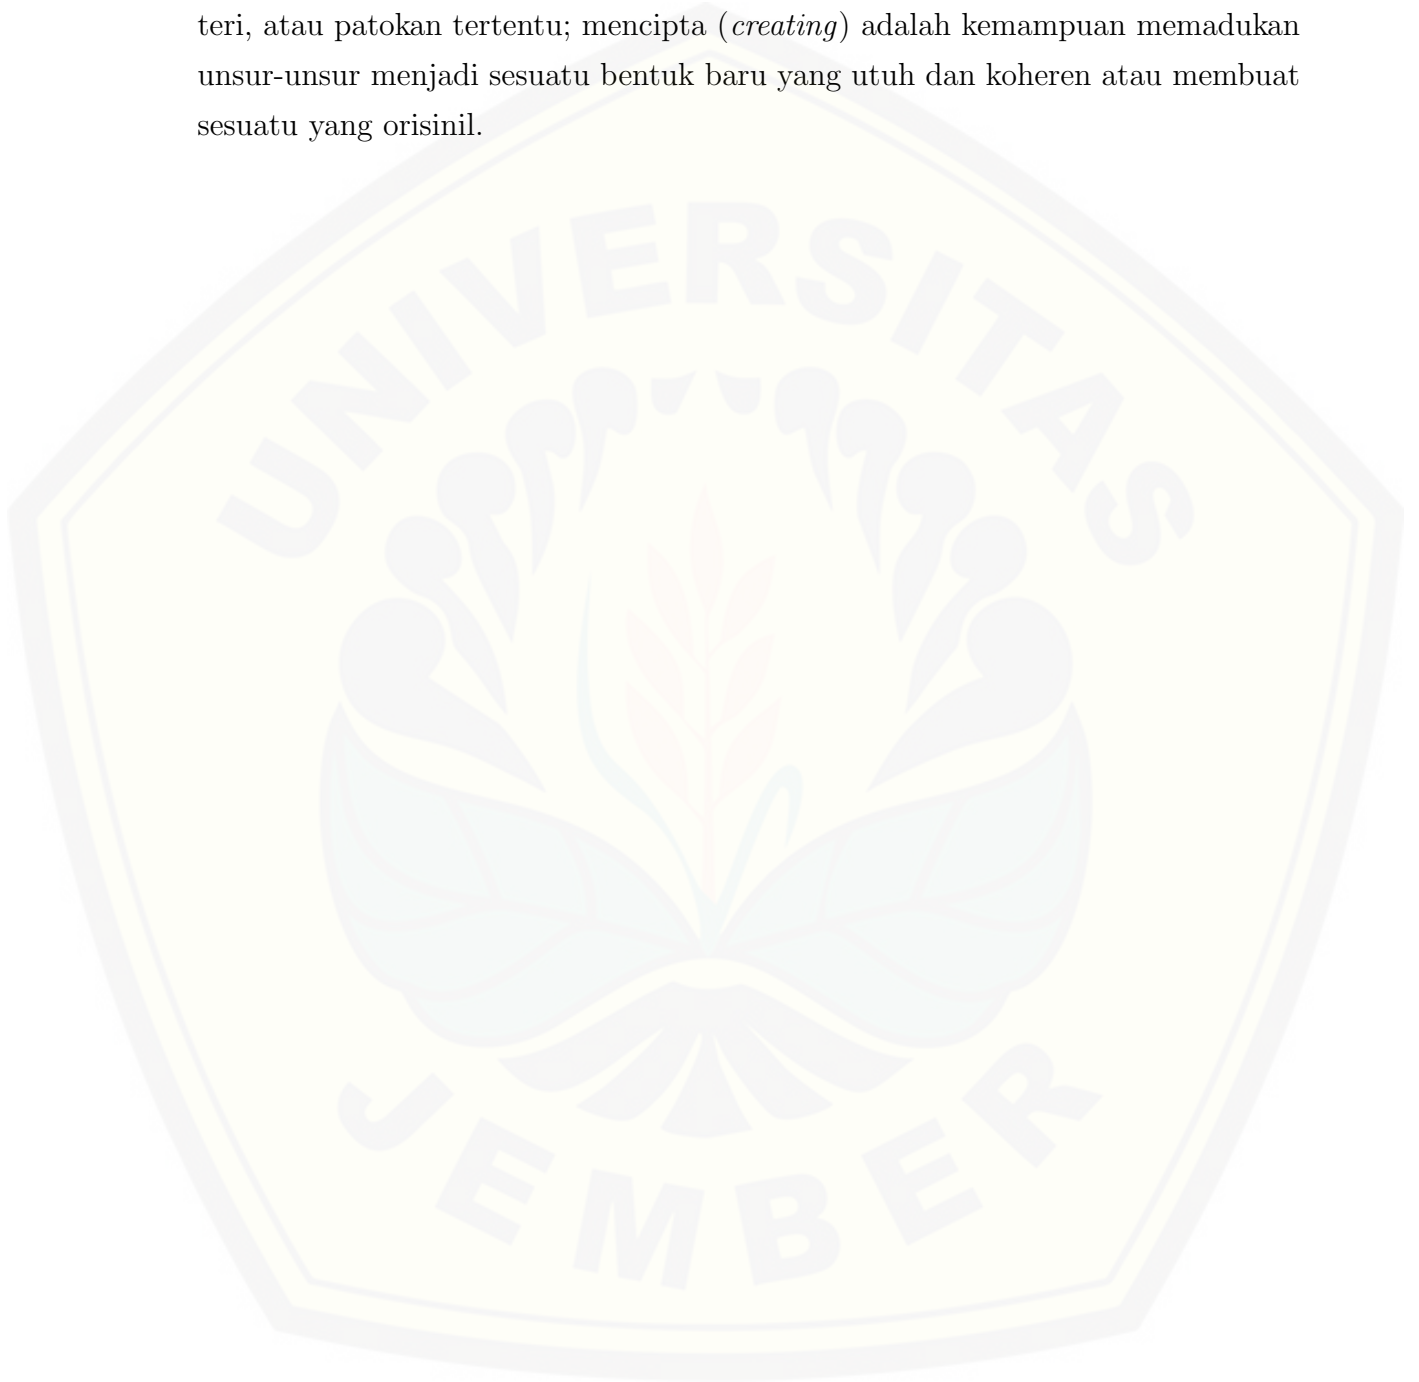 teri, atau patokan tertentu; mencipta (creating) adalah kemampuan memadukan
unsur-unsur menjadi sesuatu bentuk baru yang utuh dan koheren atau membuat
sesuatu yang orisinil.
UNIVERSITAS
JEMBER